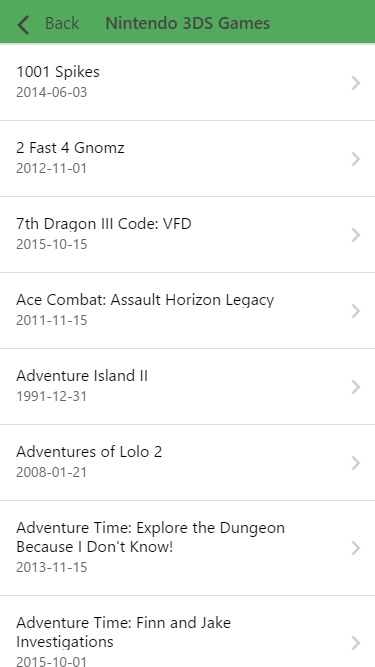 Back Nintendo 3DS Games
1001 Spikes
2014-06-03
2 Fast 4 Gnomz
2012-11-01
7th Dragon III Code: VFD
2015-10-15
Ace Combat: Assault Horizon Legacy
2011-11-15
Adventure Island II
1991-12-31
Adventures of Lolo 2
2008-01-21
Adventure Time: Explore the Dungeon
Because I Don't Know!
2013-11-15
Adventure Time: Finn and Jake
Investigations
2015-10-01